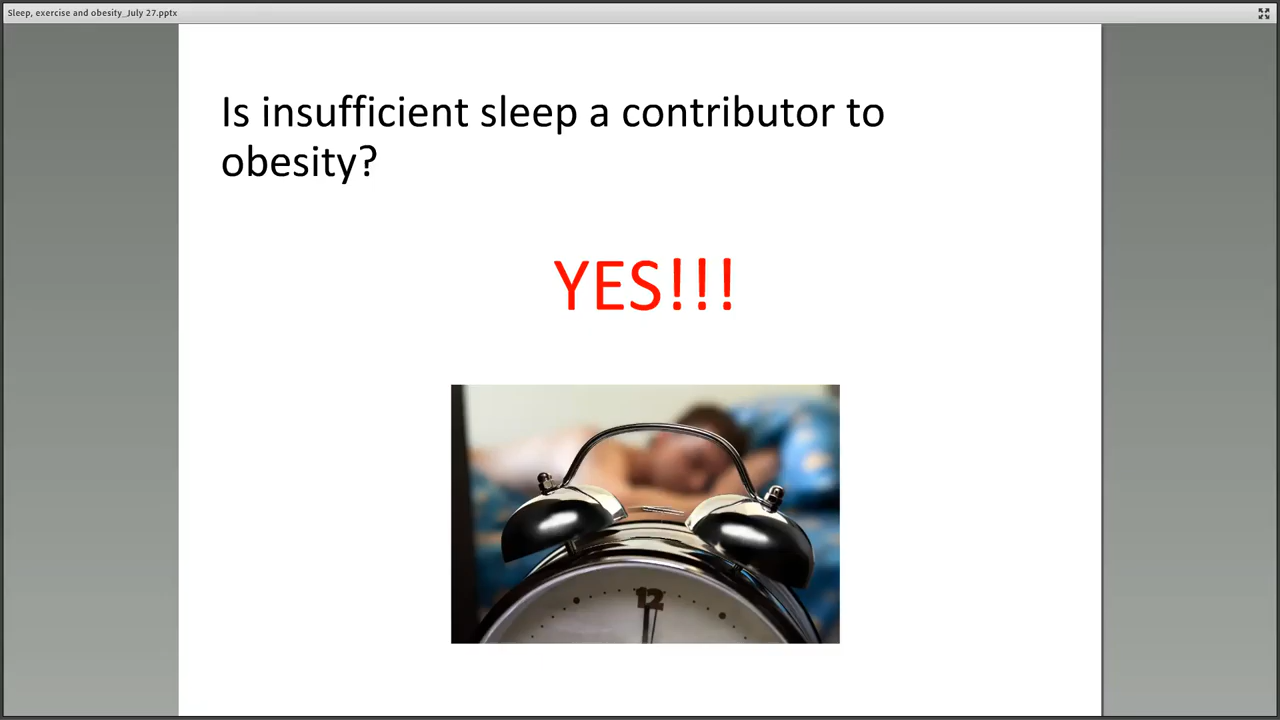 Sleep, exercise and obesity_July 27.pptx
Is insufficient sleep a contributor to
obesity?
YES!!!
12